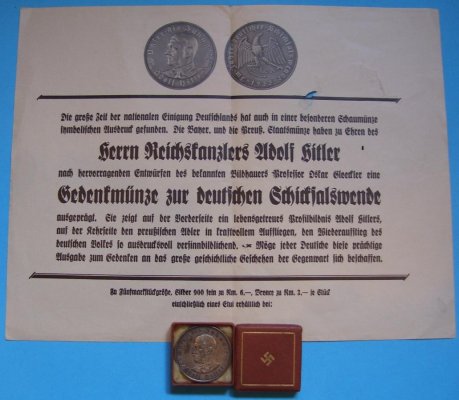 Die große Zeit der nationalen Einigung Deutschlands hat auch in einer besonderen Schaumünze
symbolischen Ausdruck gefunden. Die Bayer. und die Preuß. Staatsmünze haben zu Ehren des
Herrn Reichskanzlers Adolf Hitler
nach hervorragenden Entwürfen des bekannten Bildhauers Professor Oskar Gloeckler eine
Gedenkmünze zur deutschen Schicksalswende
ausgeprägt. Sie zeigt auf der Vorderseite ein lebensgetreues Profilbildnis Adolf Hitlers,
auf der Kehrseite den preußischen Adler in kraftvollem Auffliegen, den Wiederaufstieg des
deutschen Volkes so ausdrucksvoll versinnbildlichend. Möge jeder Deutsche diese prächtige
Ausgabe zum Gedenken an das große geschichtliche Geschehen der Gegenwart sich beschaffen.
In Fünfmarkstückgröße, Silber 900 fein zu Rm. 6.—, Bronze zu Rm. 3.— je Stück
einschließlich eines Etui erhältlich bei: